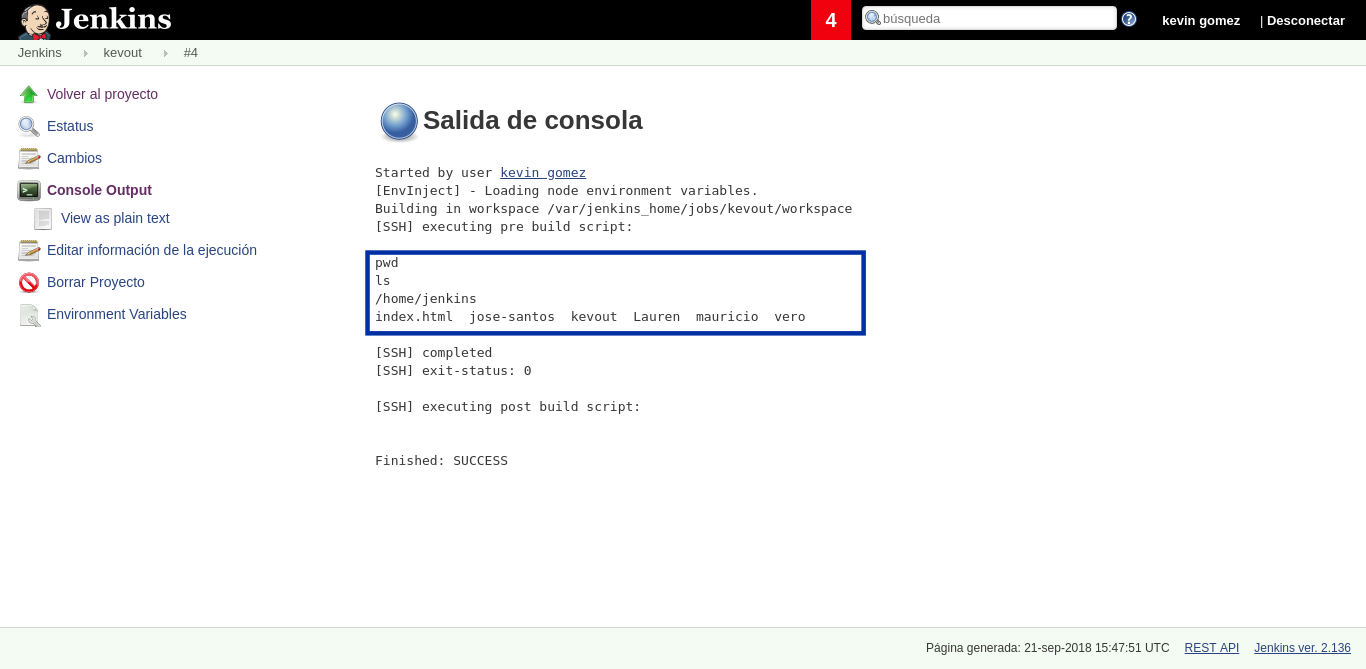 Jenkins
4
búsqueda
kevin gomez
| Desconectar
Jenkins
kevout
#4
Volver al proyecto
Estatus
Cambios
Console Output
View as plain text
Editar información de la ejecución
Borrar Proyecto
Environment Variables
Salida de consola
Started by user kevin gomez
[EnvInject] - Loading node environment variables.
Building in workspace /var/jenkins_home/jobs/kevout/workspace
[SSH] executing pre build script:
pwd
ls
/home/jenkins
index.html  jose-santos  kevout  Lauren  mauricio  vero
[SSH] completed
[SSH] exit-status: 0
[SSH] executing post build script:
Finished: SUCCESS
Página generada: 21-sep-2018 15:47:51 UTC
REST API
Jenkins ver. 2.136